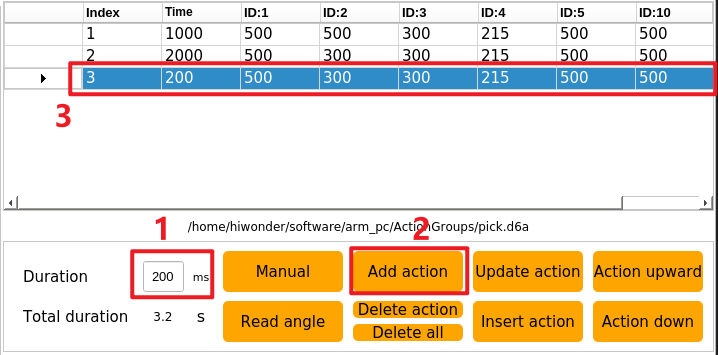 Index Time ID:1 ID:2 ID:3 ID:4 ID:5 ID:10
1 1000 500 500 300 215 500 500
2 2000 500 300 300 215 500 500
3 200 500 300 300 215 500 500
3
1 /home/hiwonder/software/arm_pc/ActionGroups/pick.d6a 2
Duration 200 ms Manual Add action Update action Action upward
Total duration 3.2 s Read angle Delete action Insert action Action down
Delete all